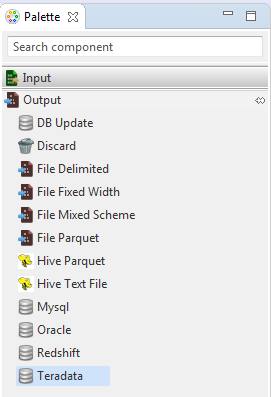 Palette
Search component
Input
Output
DB Update
Discard
File Delimited
File Fixed Width
File Mixed Scheme
File Parquet
Hive Parquet
Hive Text File
Mysql
Oracle
Redshift
Teradata